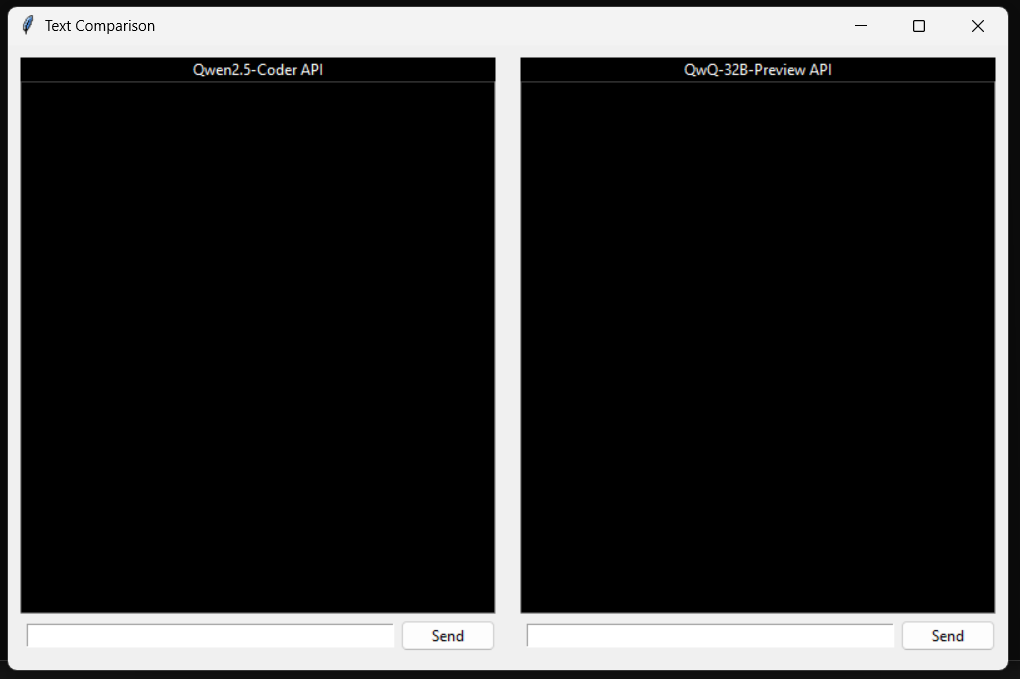 Text Comparison
Qwen2.5-Coder API
QwQ-32B-Preview API
Send
Send